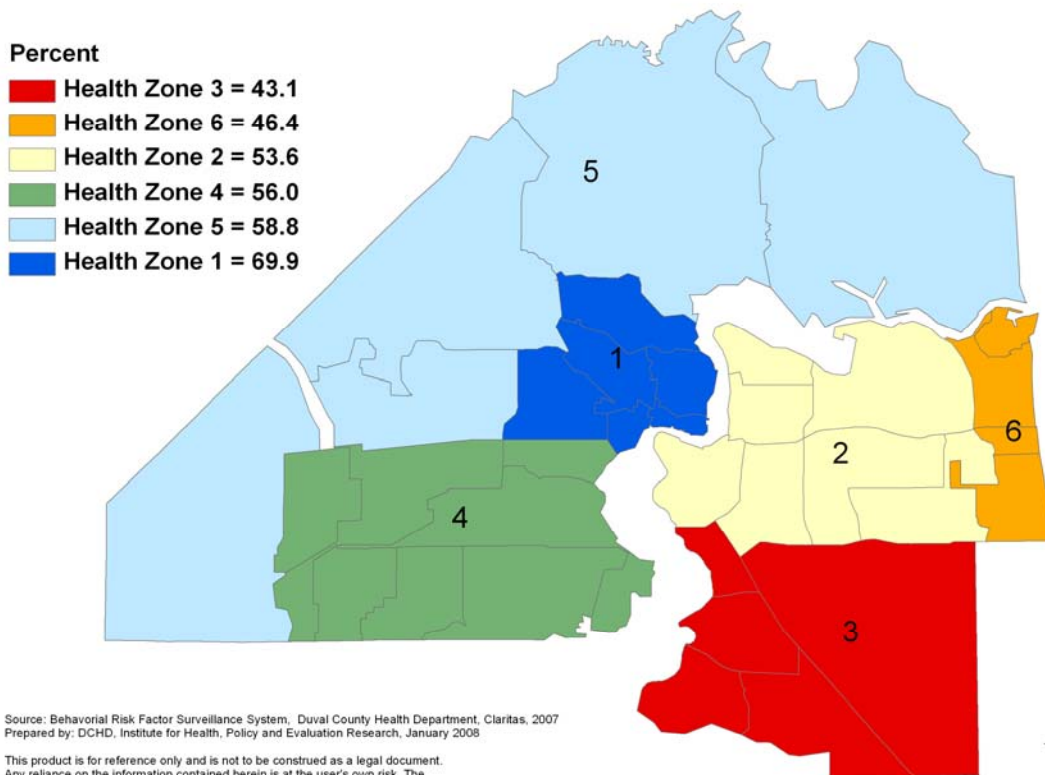 Percent
Health Zone 3 = 43.1
Health Zone 6 = 46.4
Health Zone 2 = 53.6
Health Zone 4 = 56.0
Health Zone 5 = 58.8
Health Zone 1 = 69.9
5
1
6
2
4
3
Source: Behavorial Risk Factor Surveillance System, Duval County Health Department, Claritas, 2007
Prepared by: DCHD, Institute for Health, Policy and Evaluation Research, January 2008
This product is for reference only and is not to be construed as a legal document.
Any reliance on the information contained herein is at the user's own risk. The